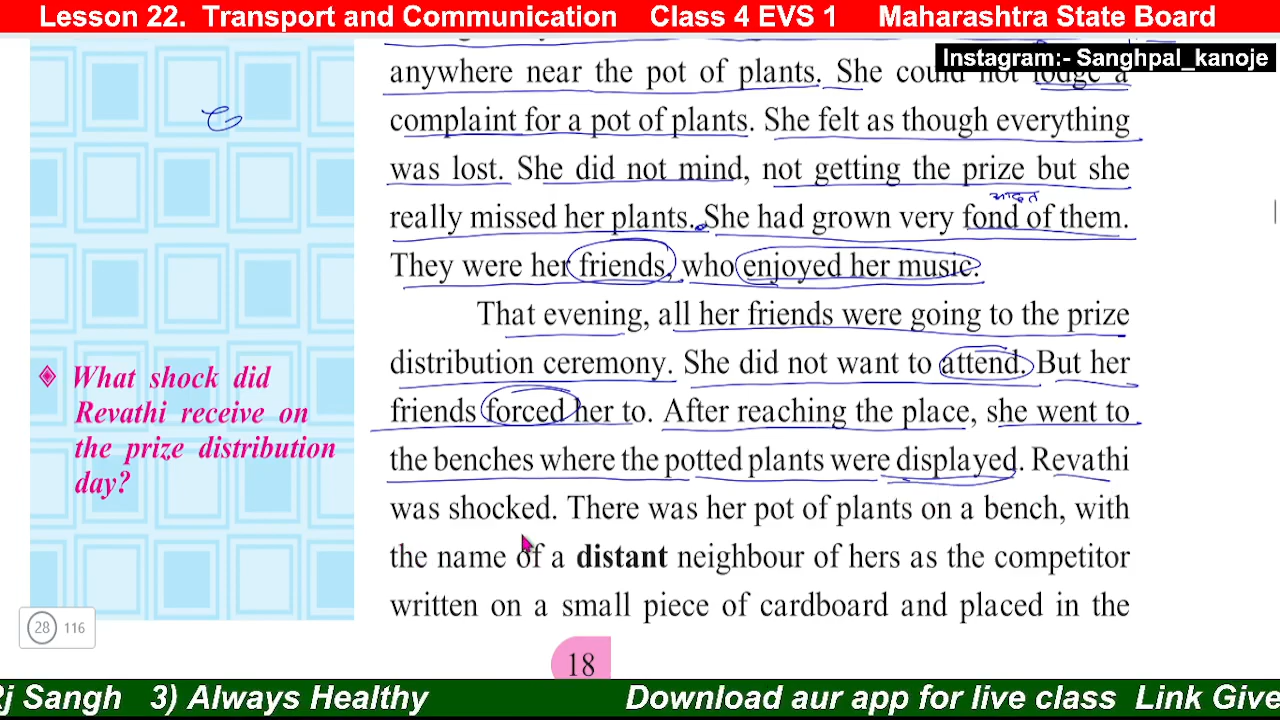 Lesson 22. Transport and Communication Class 4 EVS 1 Maharashtra State Board
Instagram:- Sanghpal_kanoje
anywhere near the pot of plants. She could not lodge a
complaint for a pot of plants. She felt as though everything
was lost. She did not mind, not getting the prize but she
आदत
really missed her plants. She had grown very fond of them.
They were her friends, who enjoyed her music.
That evening, all her friends were going to the prize
distribution ceremony. She did not want to attend. But her
friends forced her to. After reaching the place, she went to
the benches where the potted plants were displayed. Revathi
was shocked. There was her pot of plants on a bench, with
the name of a distant neighbour of hers as the competitor
written on a small piece of cardboard and placed in the
What shock did
Revathi receive on
the prize distribution
day?
28 116
18
j Sangh 3) Always Healthy Download aur app for live class Link Give